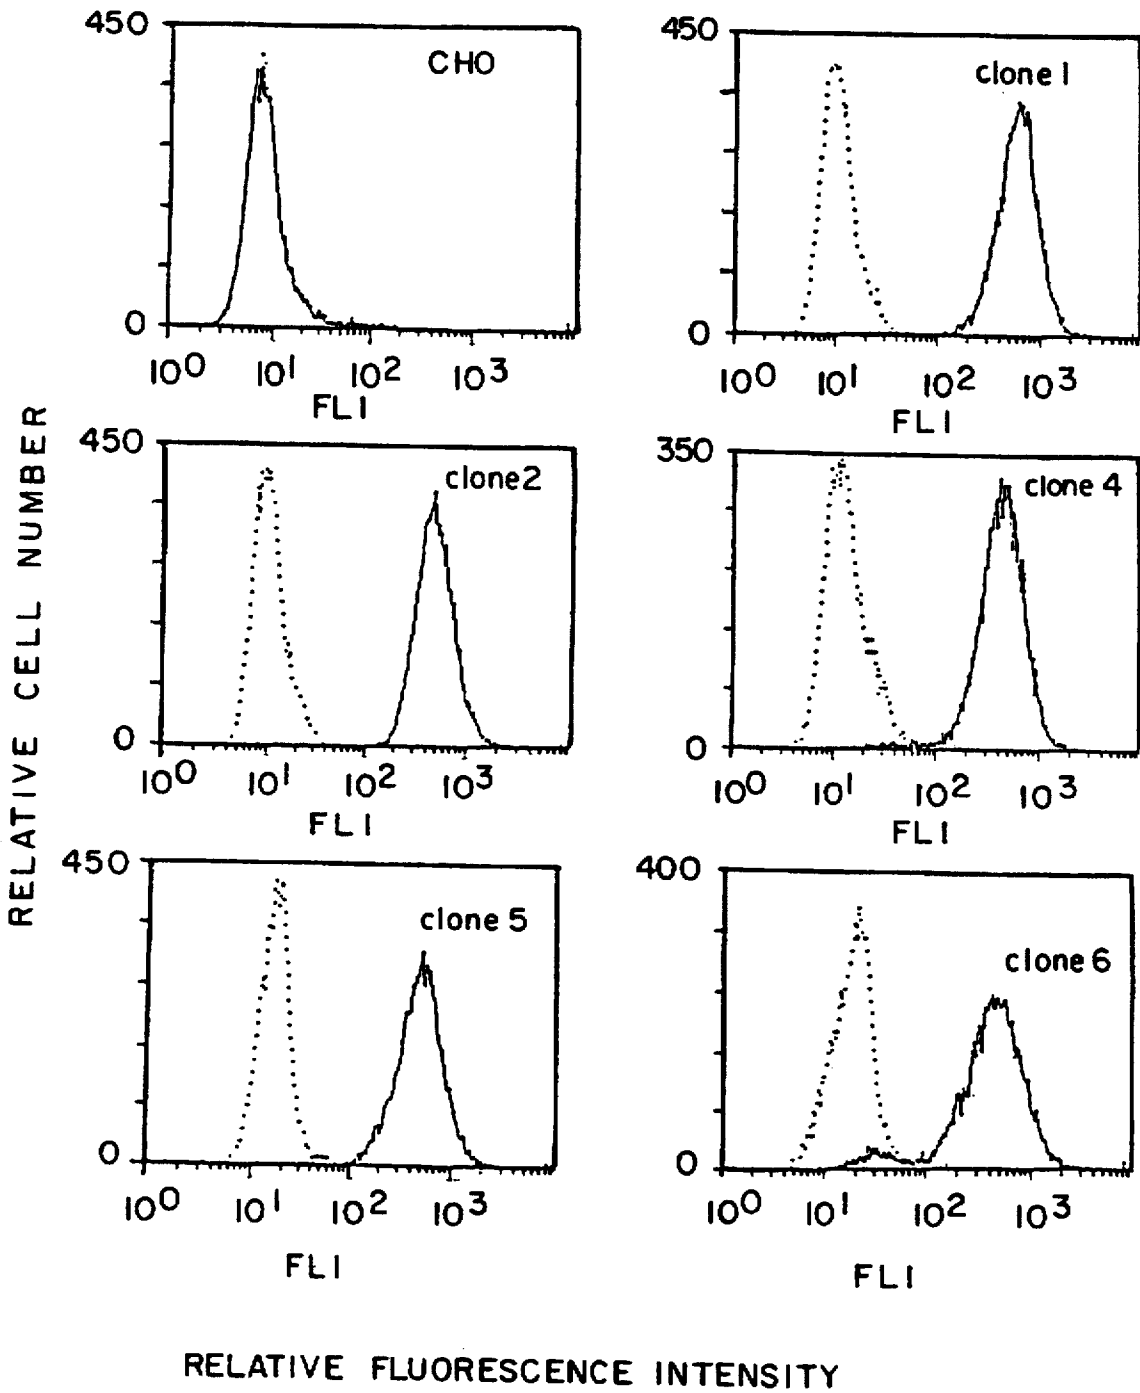 RELATIVE CELL NUMBER
450
CHO
0
10⁰ 10¹ 10² 10³
FL1
450
clone 1
0
10⁰ 10¹ 10² 10³
FL1
450
clone 2
0
10⁰ 10¹ 10² 10³
FL1
350
clone 4
0
10⁰ 10¹ 10² 10³
FL1
450
clone 5
0
10⁰ 10¹ 10² 10³
FL1
400
clone 6
0
10⁰ 10¹ 10² 10³
FL1
RELATIVE FLUORESCENCE INTENSITY